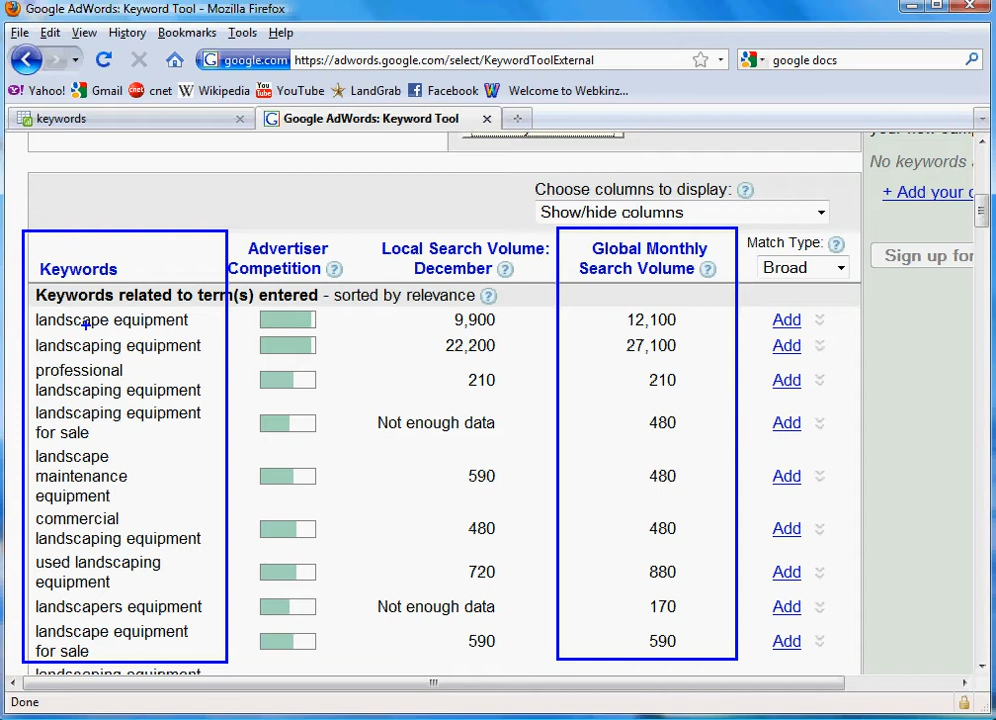 Google AdWords: Keyword Tool - Mozilla Firefox
File Edit View History Bookmarks Tools Help
google.com https://adwords.google.com/select/KeywordToolExternal google docs
Yahoo! Gmail cnet Wikipedia YouTube LandGrab Facebook Welcome to Webkinz...
keywords Google AdWords: Keyword Tool
No keywords
+ Add your
Choose columns to display:
Show/hide columns
Sign up for
Keywords Advertiser Competition Local Search Volume: December Global Monthly Search Volume Match Type: Broad
Keywords related to term(s) entered - sorted by relevance
landscape equipment 9,900 12,100 Add
landscaping equipment 22,200 27,100 Add
professional
landscaping equipment 210 210 Add
landscaping equipment
for sale Not enough data 480 Add
landscape
maintenance
equipment 590 480 Add
commercial
landscaping equipment 480 480 Add
used landscaping
equipment 720 880 Add
landscapers equipment Not enough data 170 Add
landscape equipment
for sale 590 590 Add
Done